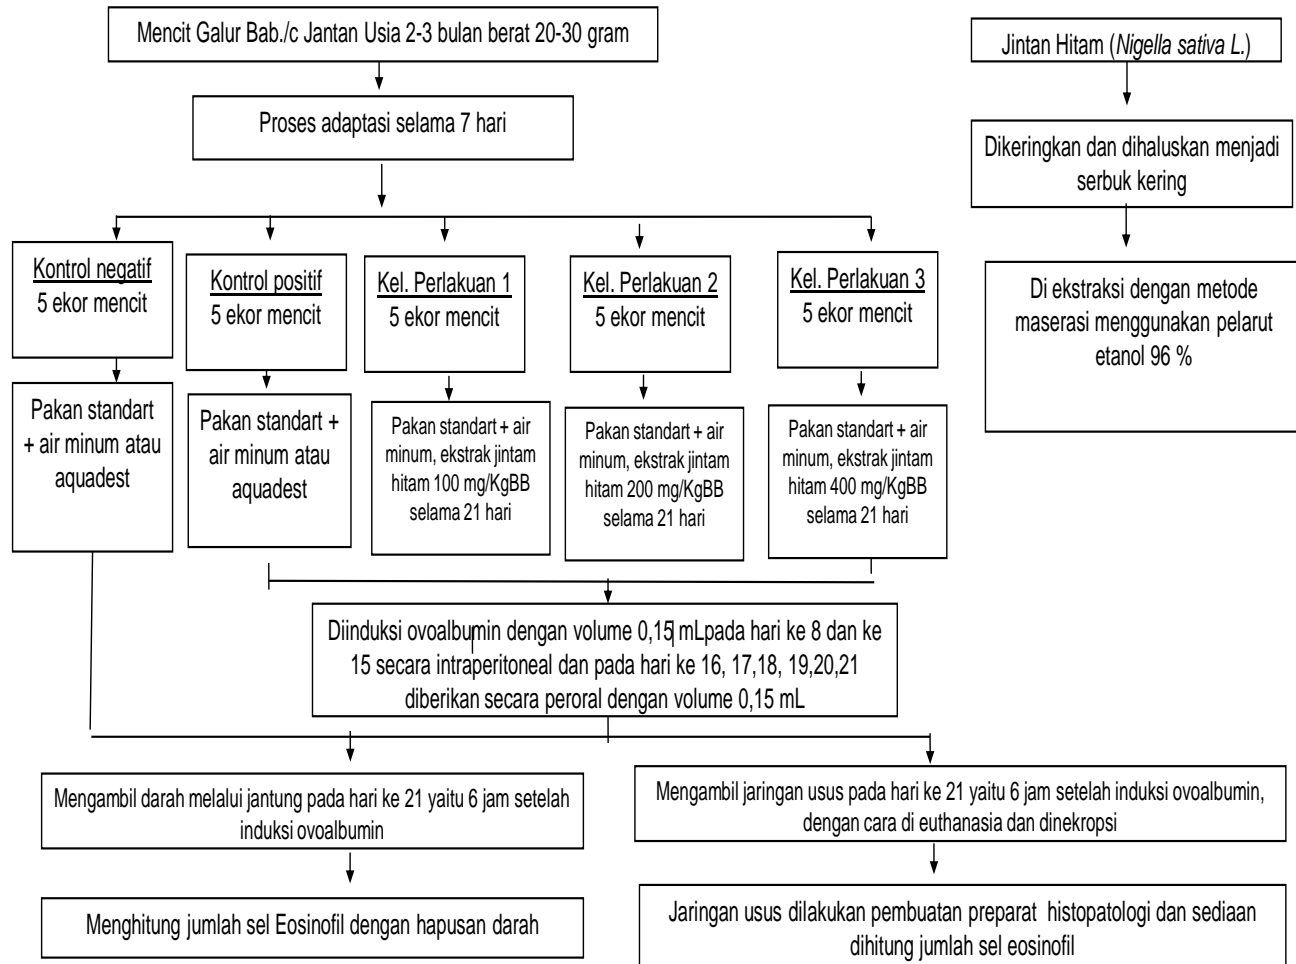 Mencit Galur Bab./c Jantan Usia 2-3 bulan berat 20-30 gram
Proses adaptasi selama 7 hari
Kontrol negatif
5 ekor mencit
Kontrol positif
5 ekor mencit
Kel. Perlakuan 1
5 ekor mencit
Kel. Perlakuan 2
5 ekor mencit
Kel. Perlakuan 3
5 ekor mencit
Pakan standart
+ air minum atau
aquadest
Pakan standart +
air minum atau
aquadest
Pakan standart + air
minum, ekstrak jintam
hitam 100 mg/KgBB
selama 21 hari
Pakan standart + air
minum, ekstrak jintam
hitam 200 mg/KgBB
selama 21 hari
Pakan standart + air
minum, ekstrak jintam
hitam 400 mg/KgBB
selama 21 hari
Diinduksi ovoalbumin dengan volume 0,15 mLpada hari ke 8 dan ke
15 secara intraperitoneal dan pada hari ke 16, 17,18, 19,20,21
diberikan secara peroral dengan volume 0,15 mL
Mengambil darah melalui jantung pada hari ke 21 yaitu 6 jam setelah
induksi ovoalbumin
Menghitung jumlah sel Eosinofil dengan hapusan darah
Mengambil jaringan usus pada hari ke 21 yaitu 6 jam setelah induksi ovoalbumin,
dengan cara di euthanasia dan dinekropsi
Jaringan usus dilakukan pembuatan preparat histopatologi dan sediaan
dihitung jumlah sel eosinofil
Jintan Hitam (Nigella sativa L.)
Dikeringkan dan dihaluskan menjadi
serbuk kering
Di ekstraksi dengan metode
maserasi menggunakan pelarut
etanol 96 %